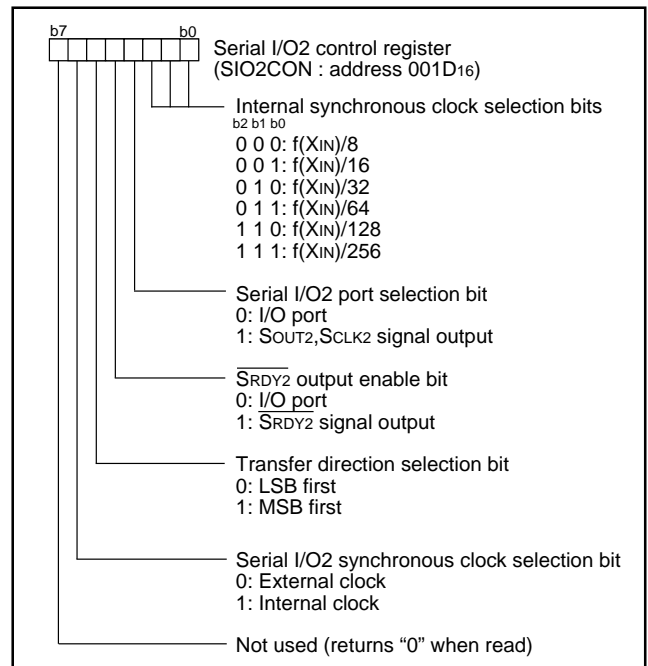 b7 b0
Serial I/O2 control register
(SIO2CON : address 001D16)
Internal synchronous clock selection bits
b2 b1 b0
0 0 0: f(XIN)/8
0 0 1: f(XIN)/16
0 1 0: f(XIN)/32
0 1 1: f(XIN)/64
1 1 0: f(XIN)/128
1 1 1: f(XIN)/256
Serial I/O2 port selection bit
0: I/O port
1: SOUT2,SCLK2 signal output
SRDY2 output enable bit
0: I/O port
1: SRDY2 signal output
Transfer direction selection bit
0: LSB first
1: MSB first
Serial I/O2 synchronous clock selection bit
0: External clock
1: Internal clock
Not used (returns “0” when read)